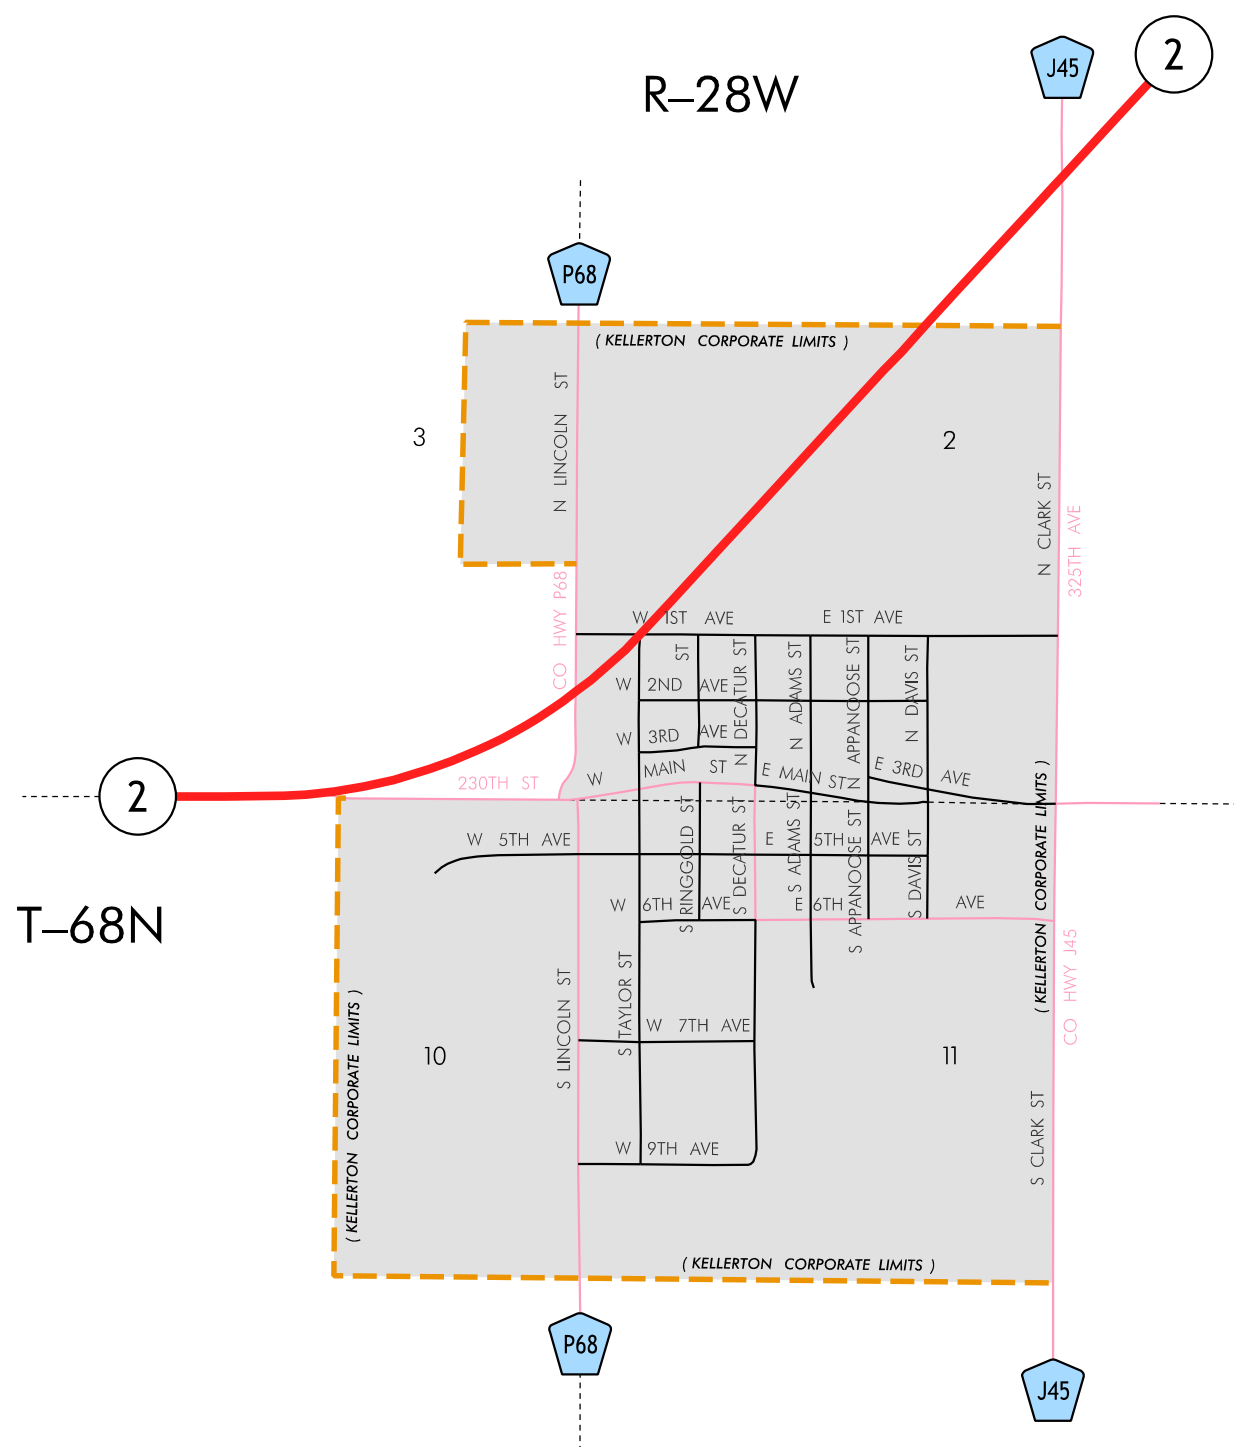 2
J45
R–28W
P68
( KELLERTON CORPORATE LIMITS )
N LINCOLN ST
3
2
N CLARK ST
325TH AVE
CO HWY P68
W 1ST AVE
E 1ST AVE
ST
N DECATUR ST
N ADAMS ST
N APPANOOSE ST
N DAVIS ST
W 2ND AVE
W 3RD AVE
W MAIN ST
E MAIN ST
E 3RD AVE
230TH ST
2
( KELLERTON CORPORATE LIMITS )
W 5TH AVE
E 5TH AVE
S RINGGOLD ST
S DECATUR ST
S ADAMS ST
S APPANOOSE ST
S DAVIS ST
W 6TH AVE
E 6TH AVE
T–68N
CO HWY J45
S TAYLOR ST
S LINCOLN ST
( KELLERTON CORPORATE LIMITS )
W 7TH AVE
10
11
S CLARK ST
W 9TH AVE
( KELLERTON CORPORATE LIMITS )
P68
J45